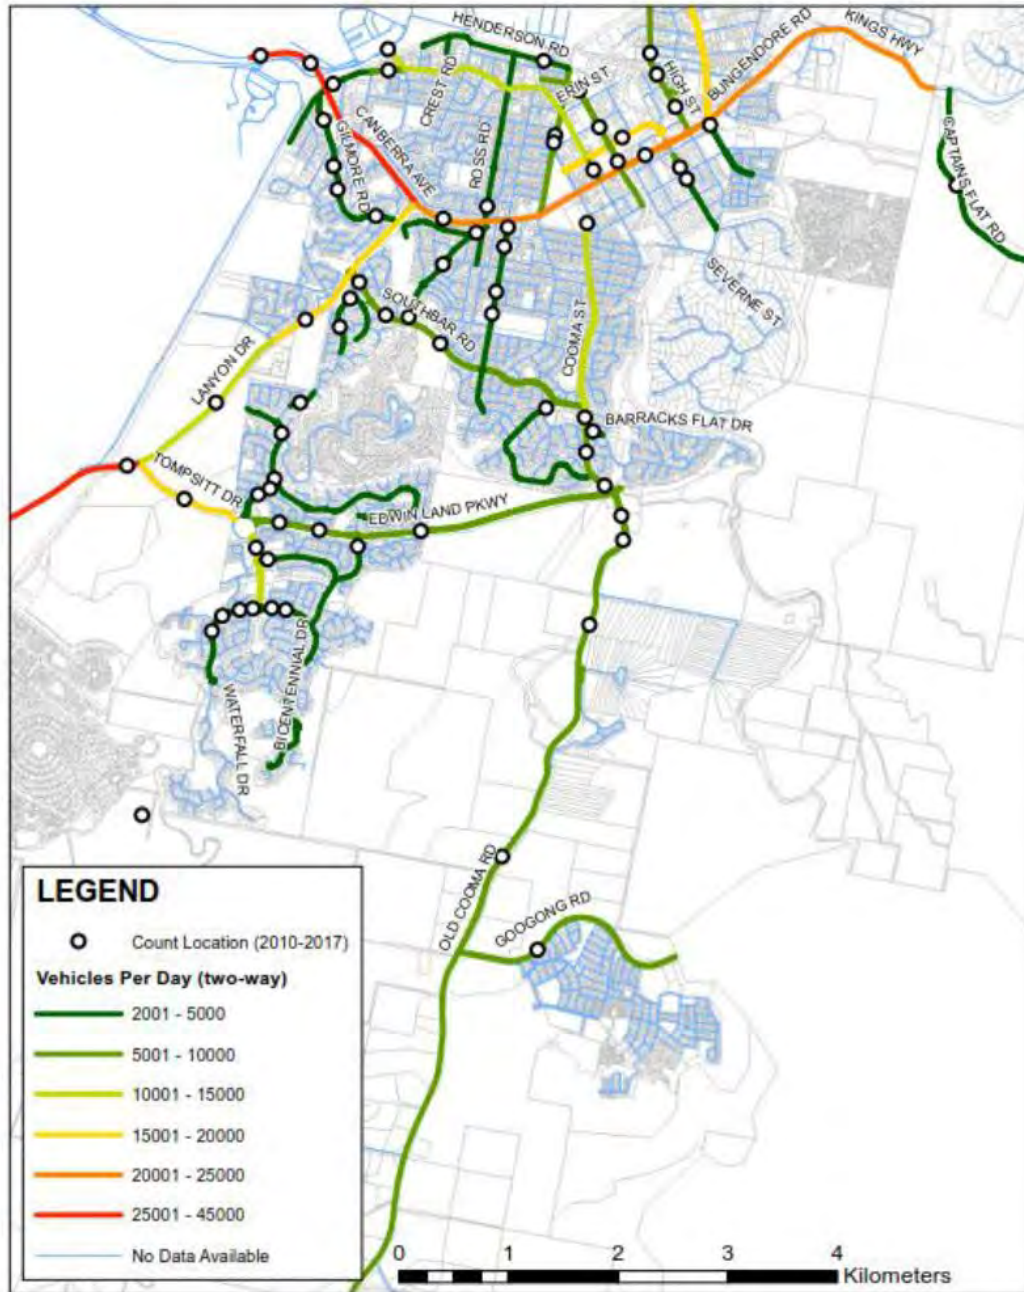 HENDERSON RD
KINGS HWY
BUNGENDORE RD
CREST RD
ERIN ST
HIGH ST
CANBERRA AVE
GILMORE RD
ROSS RD
CAPTAINS FLAT RD
SEVERNE ST
SOUTHBAR RD
COOMA ST
LANYON DR
BARRACKS FLAT DR
TOMPSITT DR
EDWIN LAND PKWY
BICENTENNIAL DR
WATERFALL DR
OLD COOMA RD
GOOGONG RD
LEGEND
Count Location (2010-2017)
Vehicles Per Day (two-way)
2001 - 5000
5001 - 10000
10001 - 15000
15001 - 20000
20001 - 25000
25001 - 45000
No Data Available
0 1 2 3 4
Kilometers